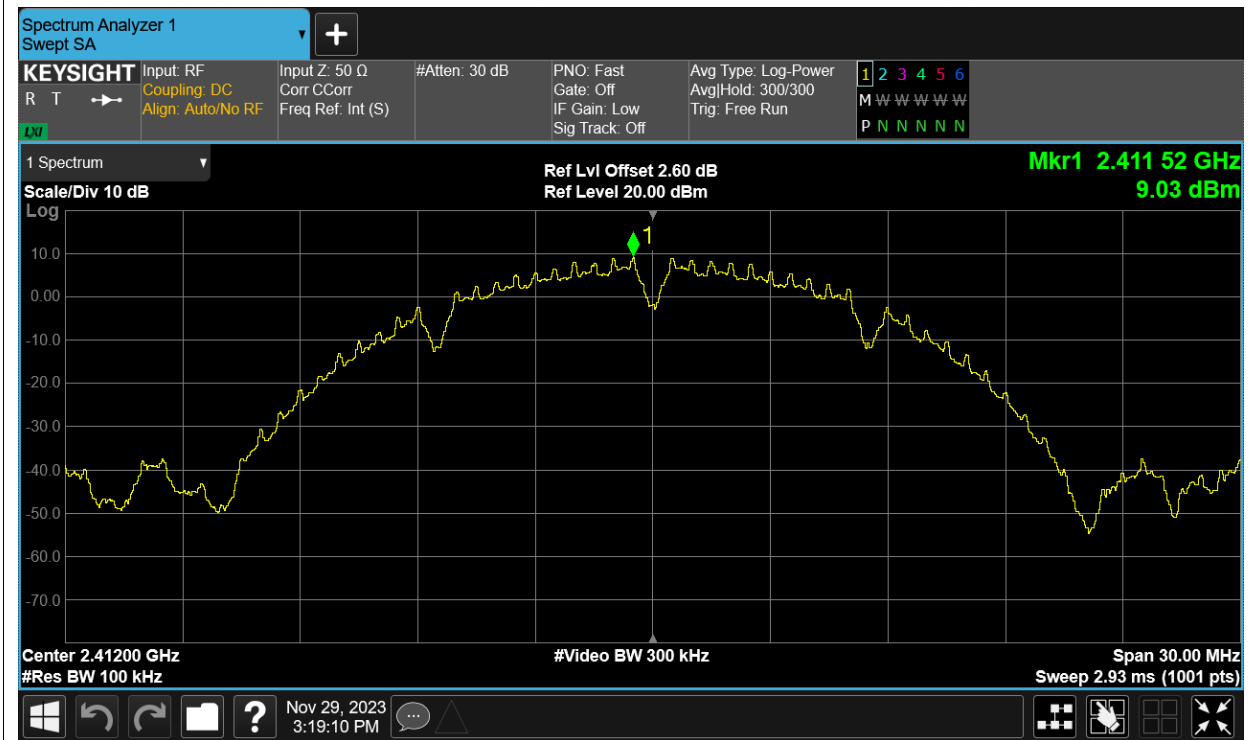 Spectrum Analyzer 1
Swept SA
KEYSIGHT
R T
LXI
Input: RF
Coupling: DC
Align: Auto/No RF
Input Z: 50 Ω
Corr CCorr
Freq Ref: Int (S)
#Atten: 30 dB
PNO: Fast
Gate: Off
IF Gain: Low
Sig Track: Off
Avg Type: Log-Power
Avg|Hold: 300/300
Trig: Free Run
1 2 3 4 5 6
M W W W W W
P N N N N N
1 Spectrum
Scale/Div 10 dB
Log
Ref Lvl Offset 2.60 dB
Ref Level 20.00 dBm
Mkr1 2.411 52 GHz
9.03 dBm
1
10.0
0.00
-10.0
-20.0
-30.0
-40.0
-50.0
-60.0
-70.0
Center 2.41200 GHz
#Res BW 100 kHz
#Video BW 300 kHz
Span 30.00 MHz
Sweep 2.93 ms (1001 pts)
?
Nov 29, 2023
3:19:10 PM